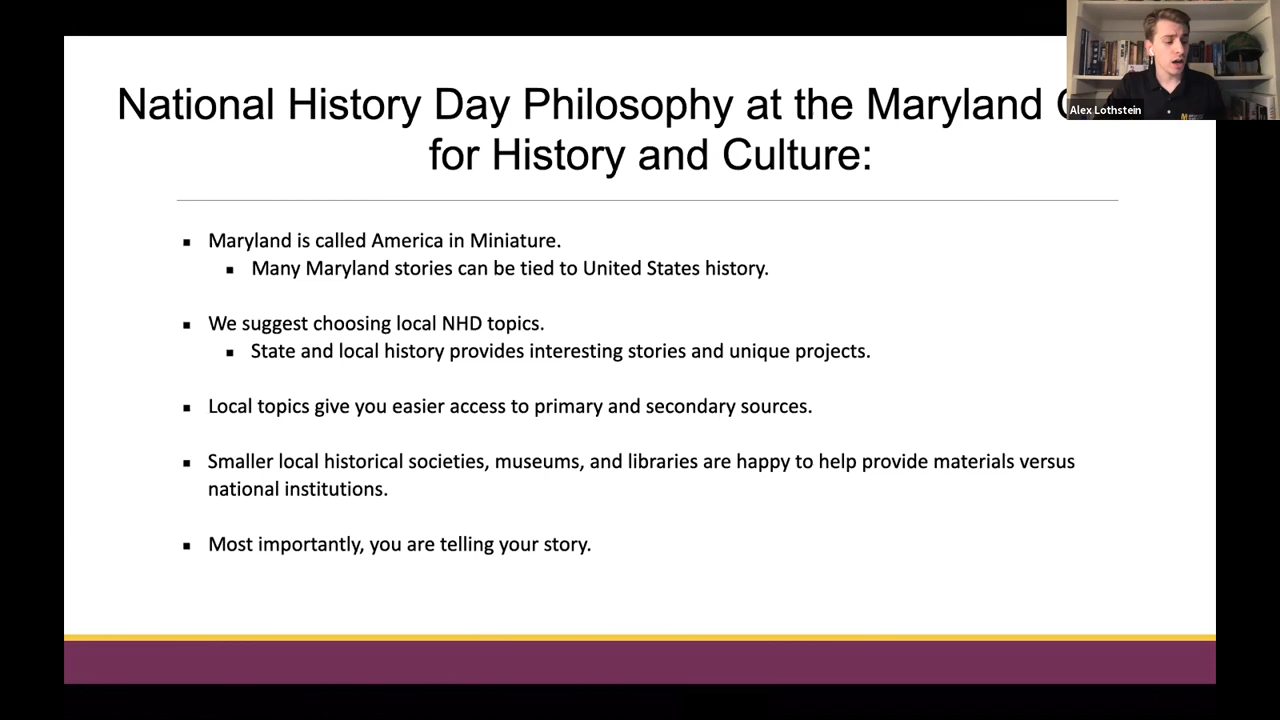 National History Day Philosophy at the Maryland
for History and Culture:
Alex Lothstein
▪ Maryland is called America in Miniature.
▪ Many Maryland stories can be tied to United States history.
▪ We suggest choosing local NHD topics.
▪ State and local history provides interesting stories and unique projects.
▪ Local topics give you easier access to primary and secondary sources.
▪ Smaller local historical societies, museums, and libraries are happy to help provide materials versus
national institutions.
▪ Most importantly, you are telling your story.